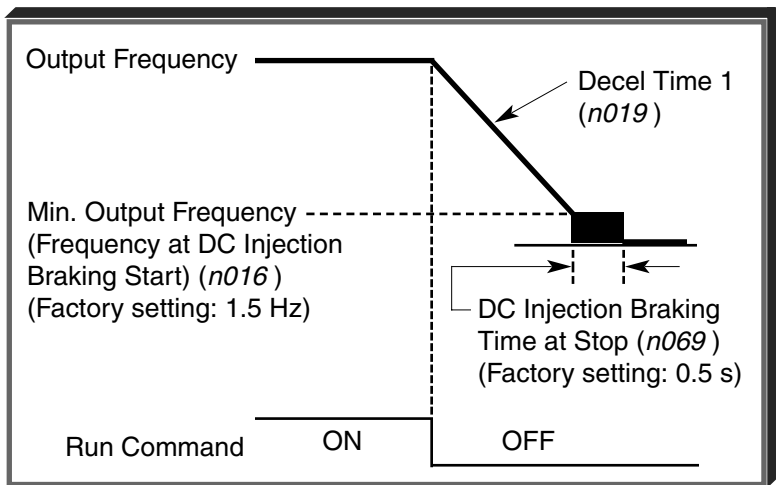 Output Frequency
Decel Time 1
(n019 )
Min. Output Frequency
(Frequency at DC Injection
Braking Start) (n016 )
(Factory setting: 1.5 Hz)
DC Injection Braking
Time at Stop (n069 )
(Factory setting: 0.5 s)
Run Command
ON
OFF